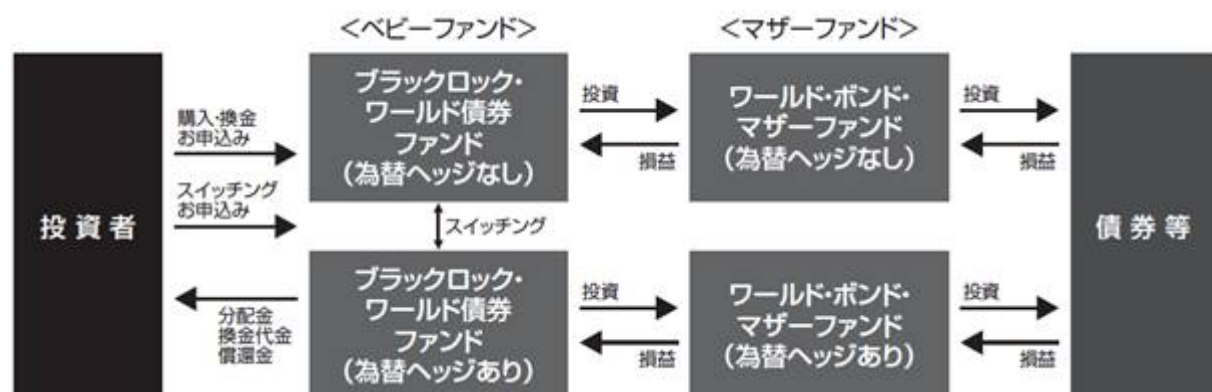 <ベビーファンド>
<マザーファンド>
投資者
購入・換金
お申込み
スイッチング
お申込み
分配金
換金代金
償還金
ブラックロック・
ワールド債券
ファンド
(為替ヘッジなし)
スイッチング
ブラックロック・
ワールド債券
ファンド
(為替ヘッジあり)
投資
損益
投資
損益
ワールド・ボンド・
マザーファンド
(為替ヘッジなし)
ワールド・ボンド・
マザーファンド
(為替ヘッジあり)
投資
損益
投資
損益
債券等